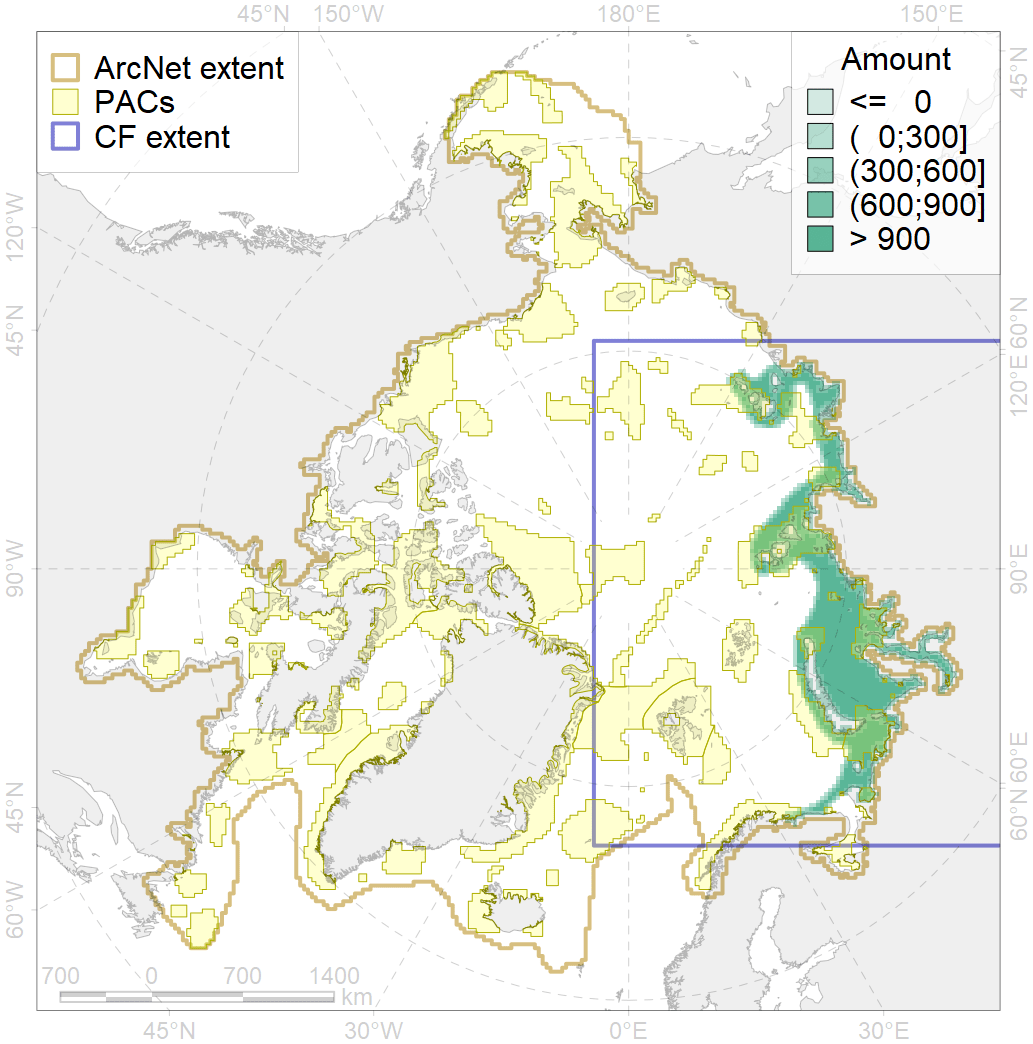 45°N 150°W 180°E 150°E
ArcNet extent
PACs
CF extent
Amount
<= 0
( 0;300]
(300;600]
(600;900]
> 900
45°N
120°W
45°N
90°W
45°N
60°W
60°N
120°E
90°E
60°E
60°N
700 0 700 1400
km
45°N 30°W 0°E 30°E